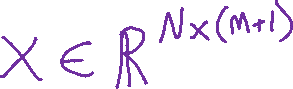 X ∈ ℝ^{N×(M+1)}